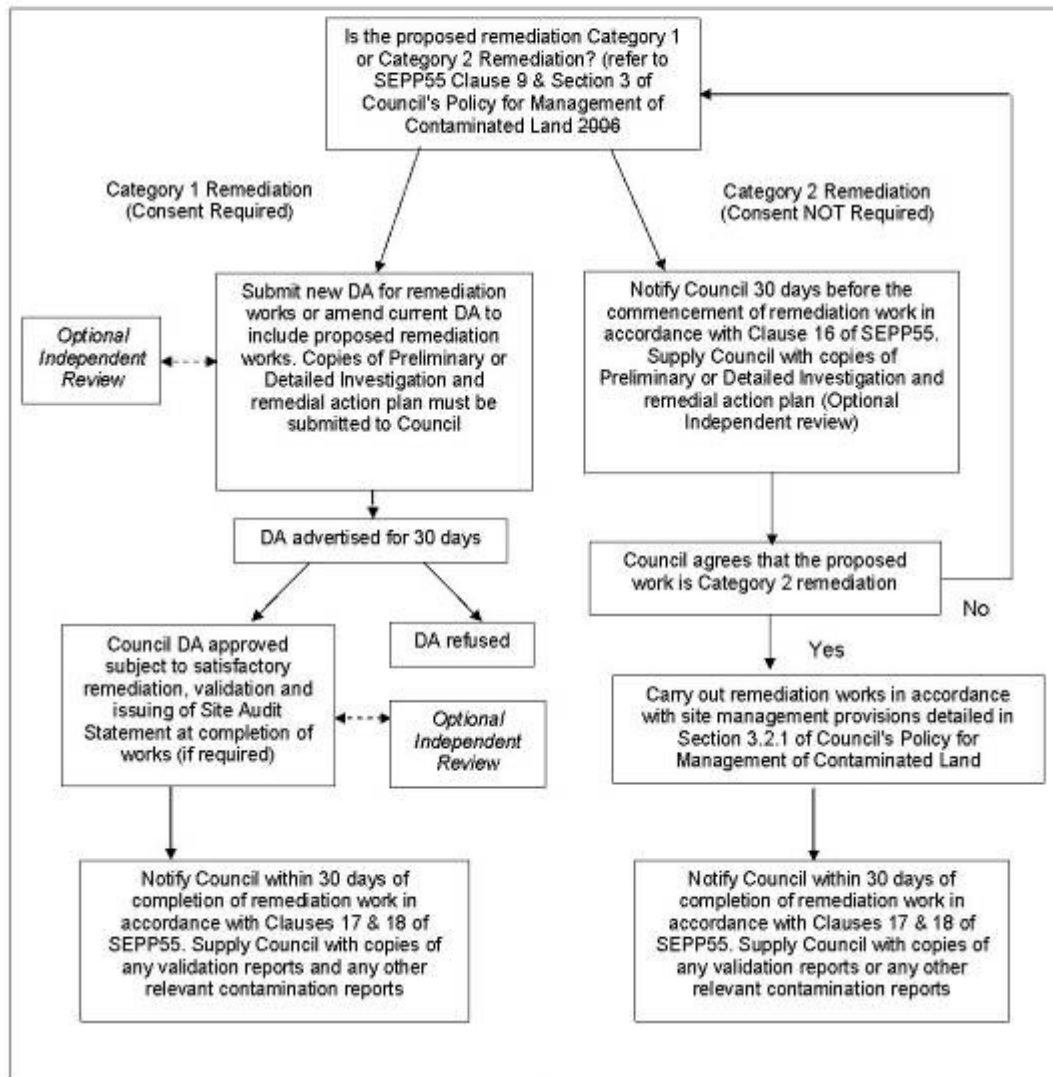 Is the proposed remediation Category 1
or Category 2 Remediation? (refer to
SEPP55 Clause 9 & Section 3 of
Council's Policy for Management of
Contaminated Land 2006
Category 1 Remediation
(Consent Required)
Category 2 Remediation
(Consent NOT Required)
Submit new DA for remediation
works or amend current DA to
include proposed remediation
works. Copies of Preliminary or
Detailed Investigation and
remedial action plan must be
submitted to Council
Optional
Independent
Review
Notify Council 30 days before the
commencement of remediation work in
accordance with Clause 16 of SEPP55.
Supply Council with copies of
Preliminary or Detailed Investigation and
remedial action plan (Optional
Independent review)
DA advertised for 30 days
Council agrees that the proposed
work is Category 2 remediation
No
Yes
Council DA approved
subject to satisfactory
remediation, validation and
issuing of Site Audit
Statement at completion of
works (if required)
DA refused
Optional
Independent
Review
Carry out remediation works in accordance
with site management provisions detailed in
Section 3.2.1 of Council's Policy for
Management of Contaminated Land
Notify Council within 30 days of
completion of remediation work in
accordance with Clauses 17 & 18 of
SEPP55. Supply Council with copies of
any validation reports and any other
relevant contamination reports
Notify Council within 30 days of
completion of remediation work in
accordance with Clauses 17 & 18 of
SEPP55. Supply Council with copies of
any validation reports or any other
relevant contamination reports